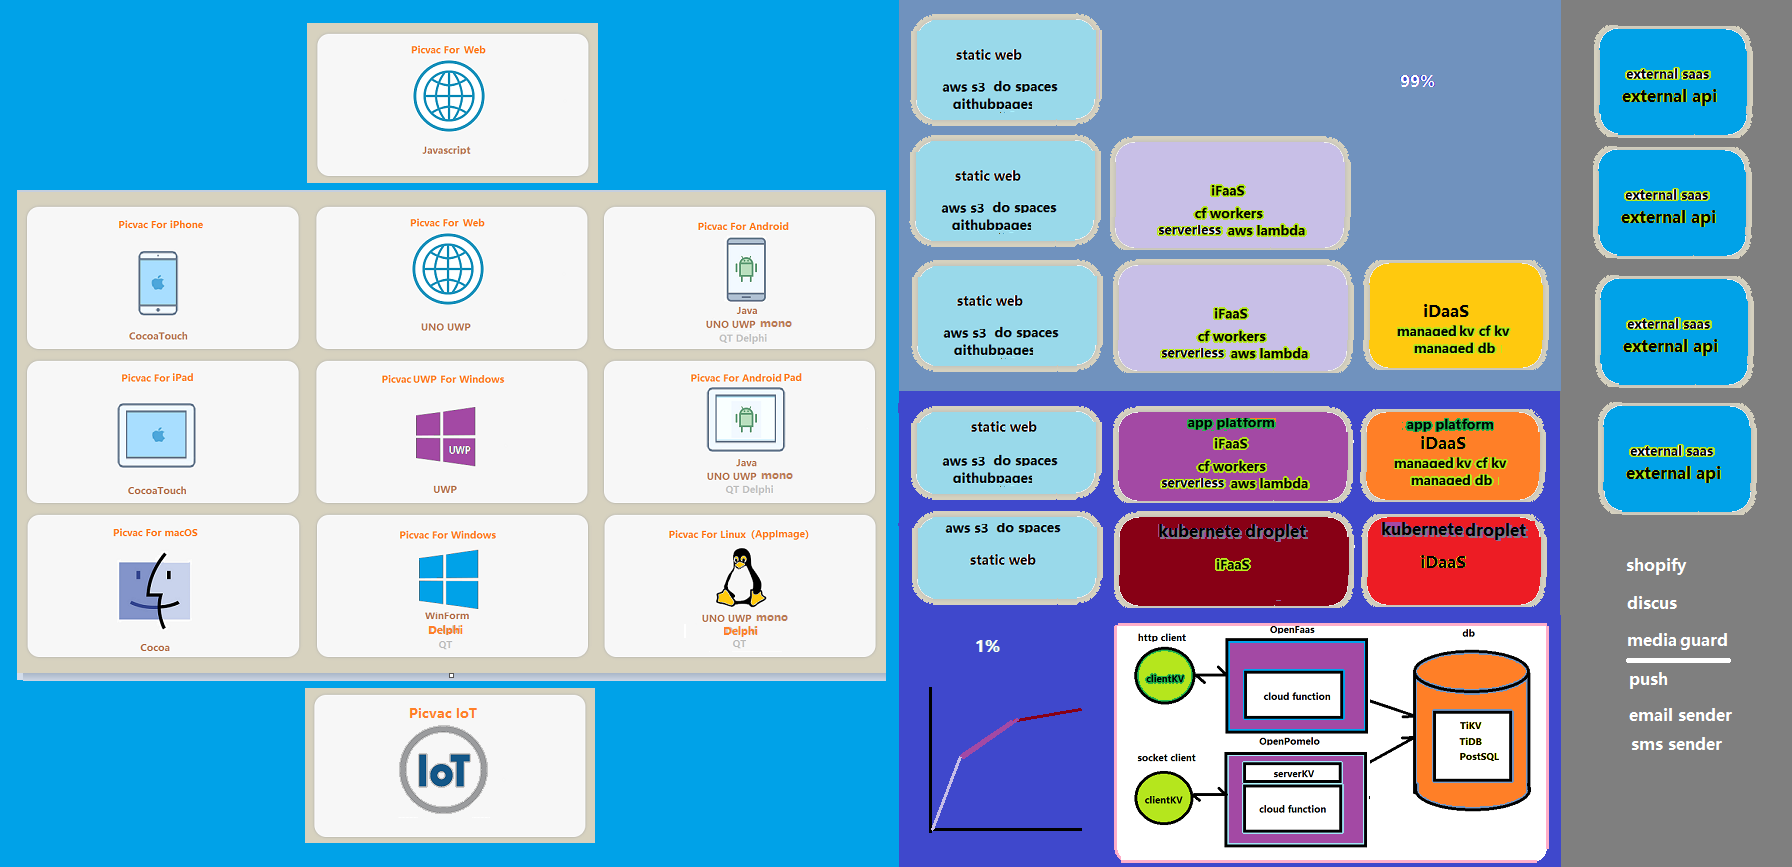 Picvac For Web
Javascript
Picvac For iPhone
CocoaTouch
Picvac For Web
UNO UWP
Picvac For Android
Java
UNO UWP mono
QT Delphi
Picvac For iPad
CocoaTouch
Picvac UWP For Windows
UWP
UWP
Picvac For Android Pad
Java
UNO UWP mono
QT Delphi
Picvac For macOS
Cocoa
Picvac For Windows
WinForm
Delphi
QT
Picvac For Linux (AppImage)
UNO UWP mono
Delphi
QT
Picvac IoT
IoT
static web
aws s3 do spaces
githubpages
99%
static web
aws s3 do spaces
githubpages
iFaaS
cf workers
serverless aws lambda
static web
aws s3 do spaces
githubpages
iFaaS
cf workers
serverless aws lambda
iDaaS
managed kv cf kv
managed db
static web
aws s3 do spaces
githubpages
app platform
iFaaS
cf workers
serverless aws lambda
app platform
iDaaS
managed kv cf kv
managed db
aws s3 do spaces
static web
kubernete droplet
iFaaS
kubernete droplet
iDaaS
1%
http client
clientKV
OpenFaas
cloud function
db
TiKV
TiDB
PostSQL
socket client
clientKV
OpenPomelo
serverKV
cloud function
external saas
external api
external saas
external api
external saas
external api
external saas
external api
shopify
discus
media guard
push
email sender
sms sender